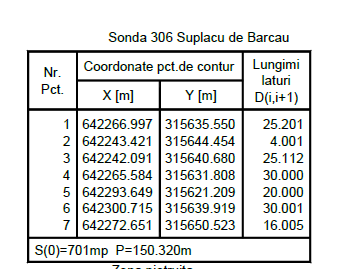 Sonda 306 Suplacu de Barcau
Nr. Pct. Coordonate pct.de contur Lungimi laturi D(i,i+1)
X [m] Y [m]
1 642266.997 315635.550 25.201
2 642243.421 315644.454 4.001
3 642242.091 315640.680 25.112
4 642265.584 315631.808 30.000
5 642293.649 315621.209 20.000
6 642300.715 315639.919 30.001
7 642272.651 315650.523 16.005
S(0)=701mp P=150.320m